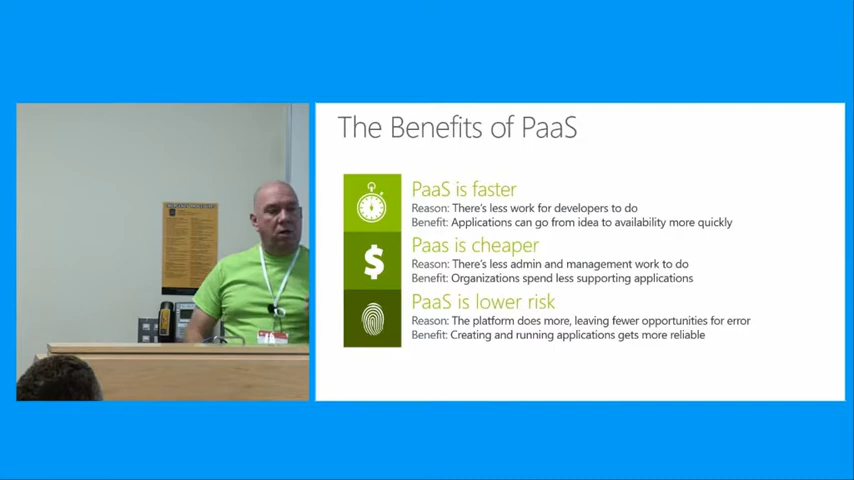 The Benefits of PaaS
PaaS is faster
Reason: There's less work for developers to do
Benefit: Applications can go from idea to availability more quickly
Paas is cheaper
Reason: There's less admin and management work to do
Benefit: Organizations spend less supporting applications
$
PaaS is lower risk
Reason: The platform does more, leaving fewer opportunities for error
Benefit: Creating and running applications gets more reliable